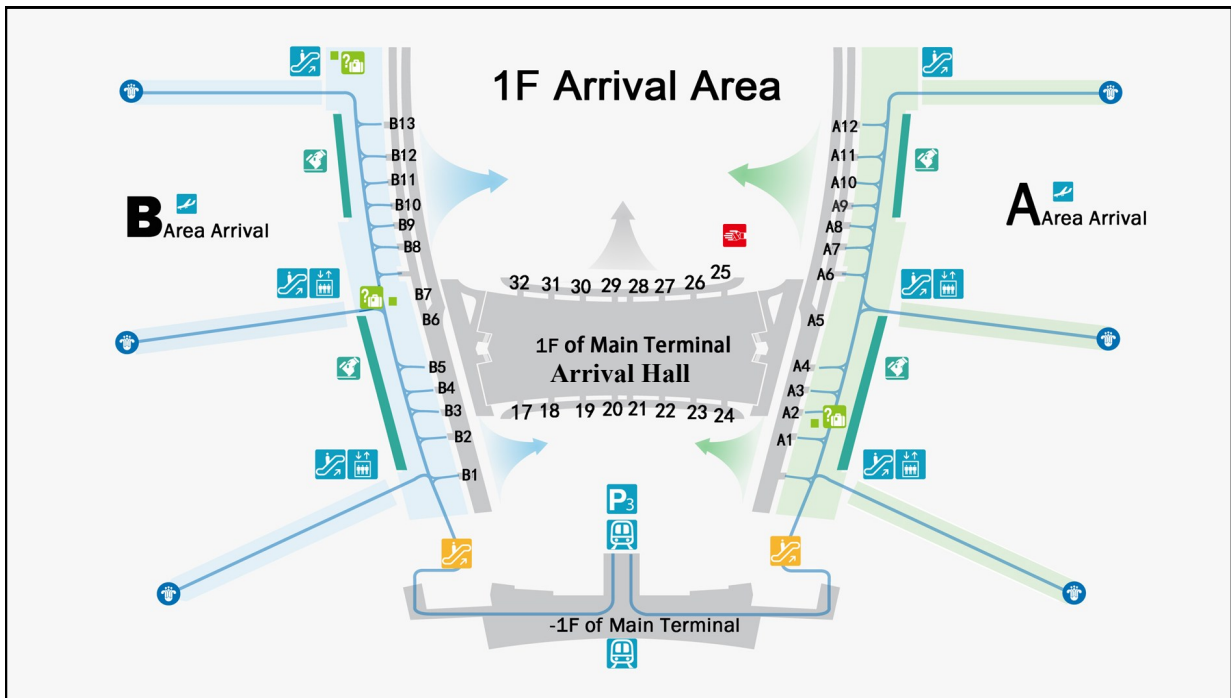 1F Arrival Area
B13
B12
B11
B10
B9
B8
B7
B6
B5
B4
B3
B2
B1
B
Area Arrival
A12
A11
A10
A9
A8
A7
A6
A5
A4
A3
A2
A1
A
Area Arrival
32 31 30 29 28 27 26 25
1F of Main Terminal
Arrival Hall
17 18 19 20 21 22 23 24
P3
-1F of Main Terminal
?
?
?